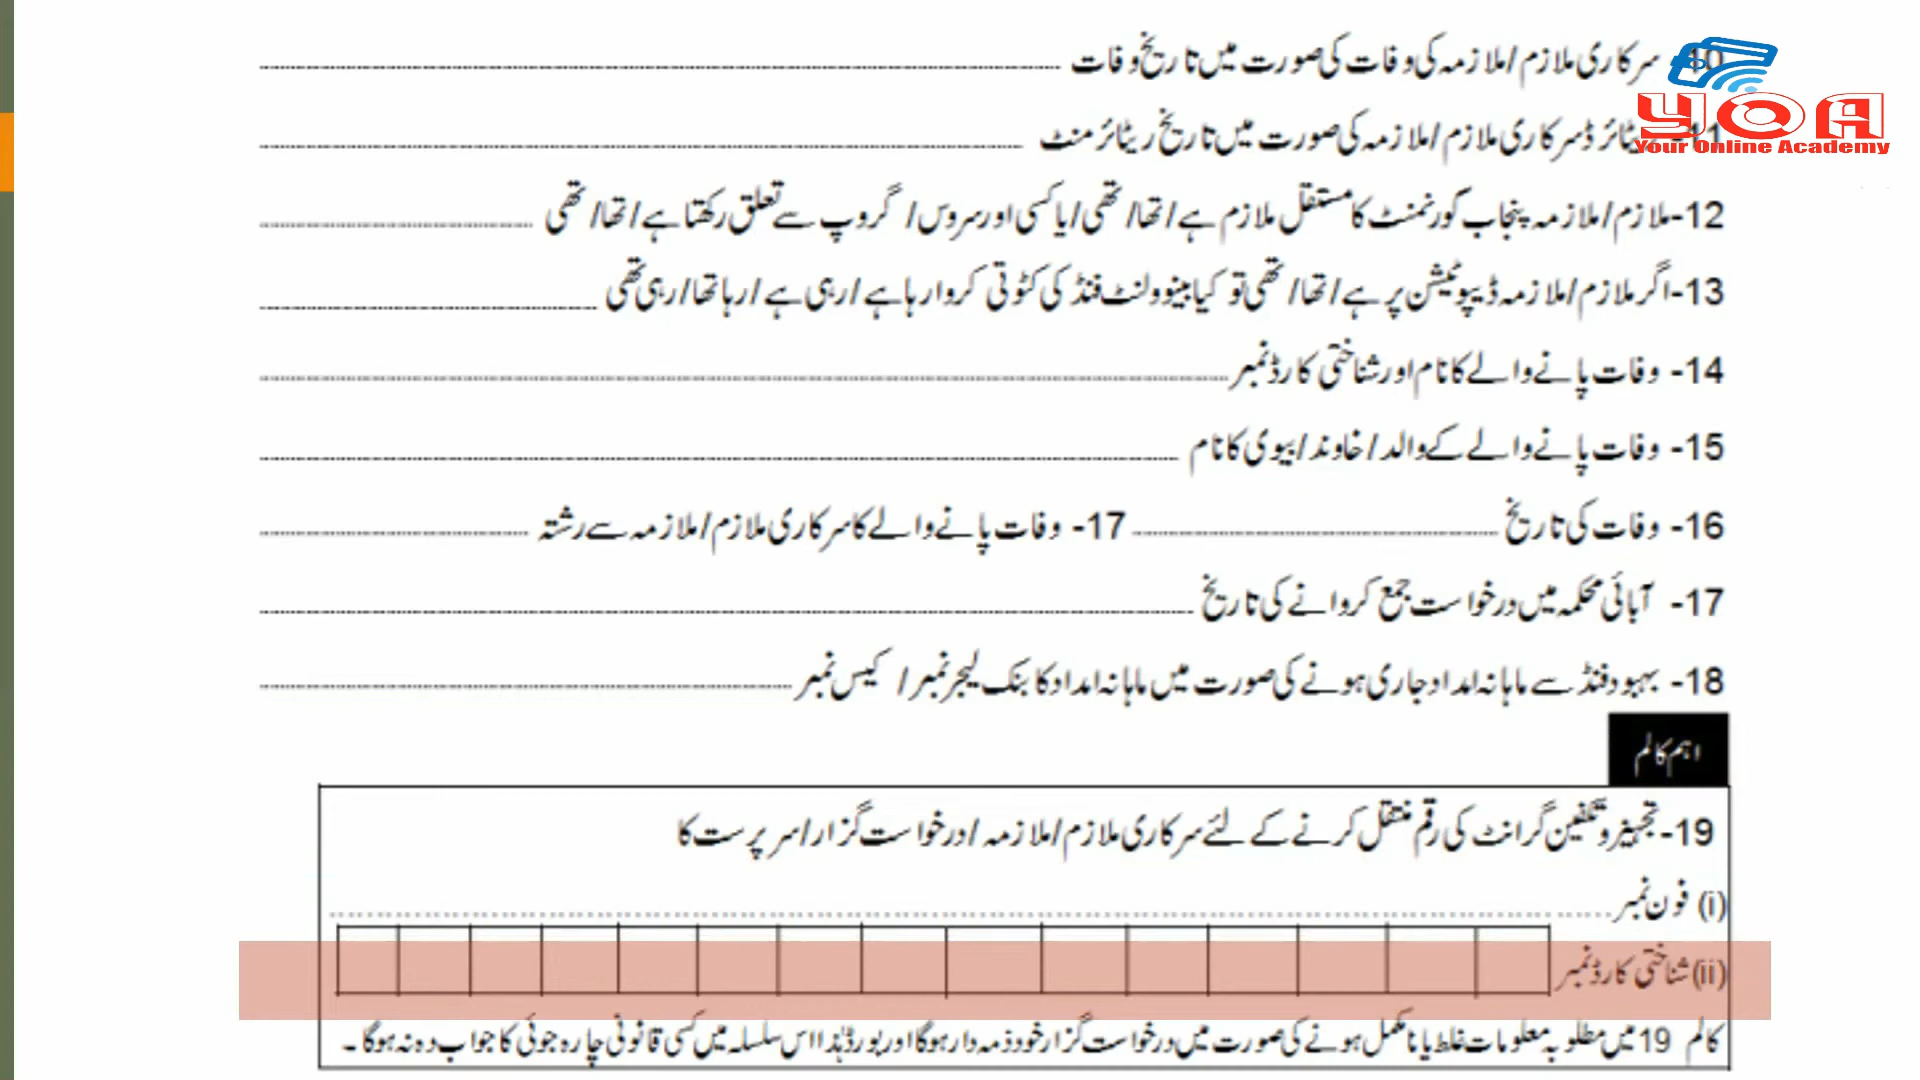 10- سرکاری ملازم/ملازمہ کی وفات کی صورت میں تاریخ وفات
YOA
Your Online Academy
11- ریٹائرڈ سرکاری ملازم/ملازمہ کی صورت میں تاریخ ریٹائرمنٹ
12-ملازم/ملازمہ پنجاب گورنمنٹ کا مستقل ملازم ہے/تھا/تھی/یا کسی اور سروس/گروپ سے تعلق رکھتا ہے/تھا/تھی
13-اگر ملازم/ملازمہ ڈیپوٹیشن پر ہے/تھا/تھی تو کیا بینوولنٹ فنڈ کی کٹوتی کروا رہا ہے/رہی ہے/رہا تھا/رہی تھی
14- وفات پانے والے کا نام اور شناختی کارڈ نمبر
15- وفات پانے والے کے والد/خاوند/بیوی کا نام
16- وفات کی تاریخ 17- وفات پانے والے کا سرکاری ملازم/ملازمہ سے رشتہ
17- آبائی محکمہ میں درخواست جمع کروانے کی تاریخ
18- بہبود فنڈ سے ماہانہ امداد جاری ہونے کی صورت میں ماہانہ امداد کا بنک لیجر نمبر/کیس نمبر
اہم کالم
19-تجہیز و تکفین گرانٹ کی رقم منتقل کرنے کے لئے سرکاری ملازم/ملازمہ/درخواست گزار/سرپرست کا
(i) فون نمبر
(ii) شناختی کارڈ نمبر
کالم 19 میں مطلوبہ معلومات غلط یا نامکمل ہونے کی صورت میں درخواست گزار خود ذمہ دار ہوگا اور بورڈ ہٰذا اس سلسلہ میں کسی قانونی چارہ جوئی کا جواب دہ نہ ہوگا۔